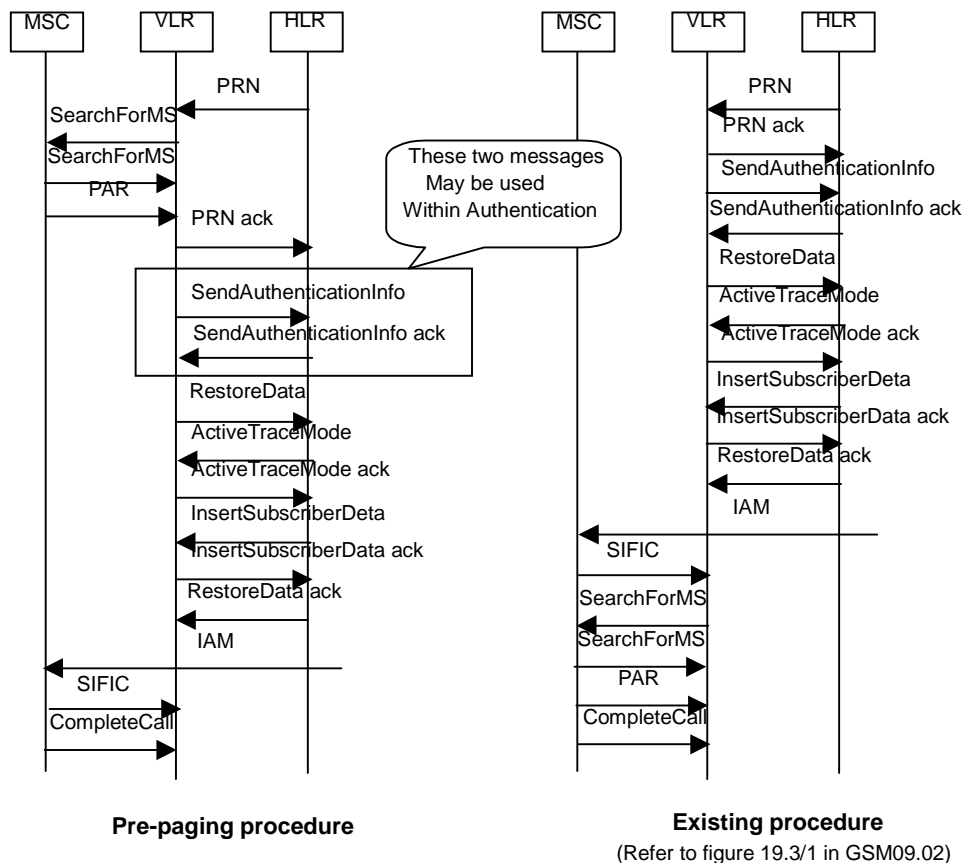 MSC
VLR
HLR
PRN
SearchForMS
SearchForMS
PAR
PRN ack
These two messages
May be used
Within Authentication
SendAuthenticationInfo
SendAuthenticationInfo ack
RestoreData
ActiveTraceMode
ActiveTraceMode ack
InsertSubscriberDeta
InsertSubscriberData ack
RestoreData ack
IAM
SIFIC
CompleteCall
Pre-paging procedure
MSC
VLR
HLR
PRN
PRN ack
SendAuthenticationInfo
SendAuthenticationInfo ack
RestoreData
ActiveTraceMode
ActiveTraceMode ack
InsertSubscriberDeta
InsertSubscriberData ack
RestoreData ack
IAM
SIFIC
SearchForMS
SearchForMS
PAR
CompleteCall
Existing procedure
(Refer to figure 19.3/1 in GSM09.02)